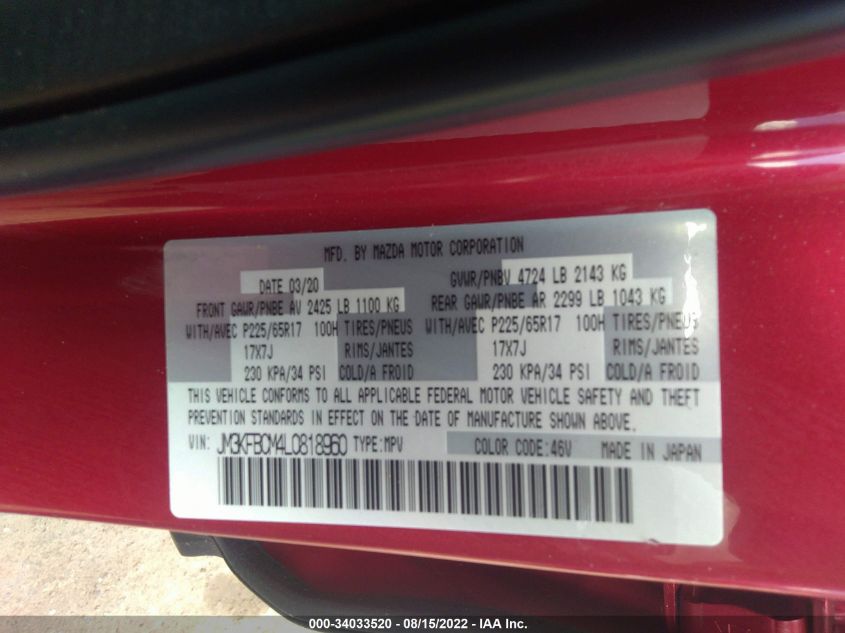 MFD. BY MAZDA MOTOR CORPORATION
DATE 03/20 GVWR/PNBV 4724 LB 2143 KG
FRONT GAWR/PNBE AV 2425 LB 1100 KG REAR GAWR/PNBE AR 2299 LB 1043 KG
WITH/AVEC P225/65R17 100H TIRES/PNEUS WITH/AVEC P225/65R17 100H TIRES/PNEUS
17X7J RIMS/JANTES 17X7J RIMS/JANTES
230 KPA/34 PSI COLD/A FROID 230 KPA/34 PSI COLD/A FROID
THIS VEHICLE CONFORMS TO ALL APPLICABLE FEDERAL MOTOR VEHICLE SAFETY AND THEFT
PREVENTION STANDARDS IN EFFECT ON THE DATE OF MANUFACTURE SHOWN ABOVE.
VIN: JM3KFBCM4L0818960 TYPE:MPV COLOR CODE:46V MADE IN JAPAN
000-34033520 - 08/15/2022 - IAA Inc.